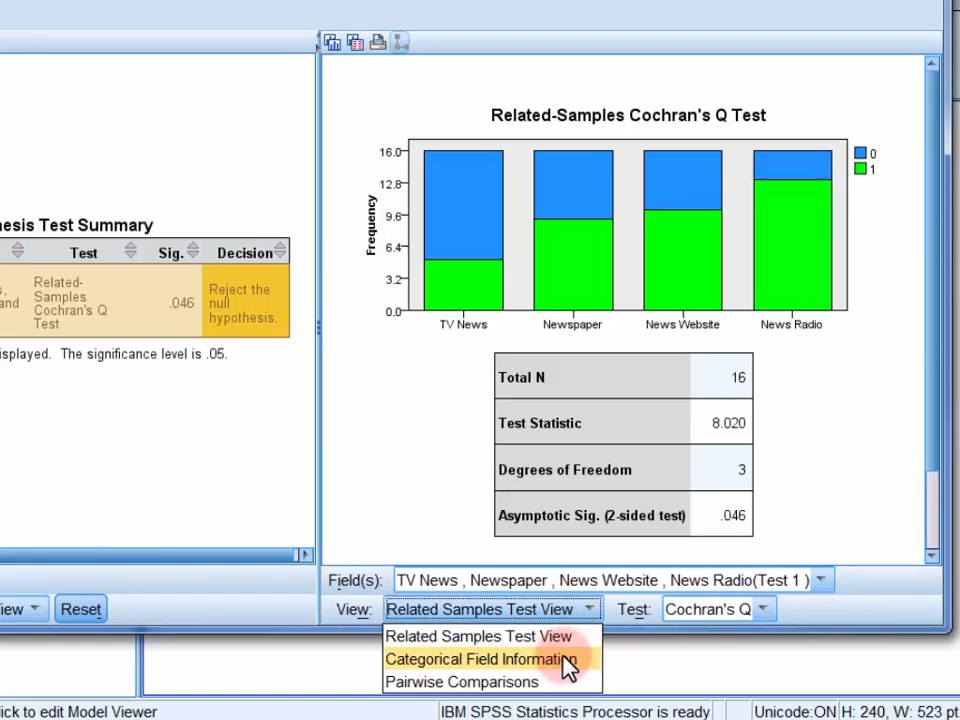 Related-Samples Cochran's Q Test
16.0
12.8
9.6
6.4
3.2
0.0
Frequency
0
1
TV News
Newspaper
News Website
News Radio
hesis Test Summary
Test
Sig.
Decision
s,
and
Related-
Samples
Cochran's Q
Test
.046
Reject the
null
hypothesis.
isplayed. The significance level is .05.
Total N 16
Test Statistic 8.020
Degrees of Freedom 3
Asymptotic Sig. (2-sided test) .046
Field(s): TV News , Newspaper , News Website , News Radio(Test 1 )
iew Reset
View: Related Samples Test View Test: Cochran's Q
Related Samples Test View
Categorical Field Information
Pairwise Comparisons
lick to edit Model Viewer
IBM SPSS Statistics Processor is ready
Unicode:ON H: 240, W: 523 pt